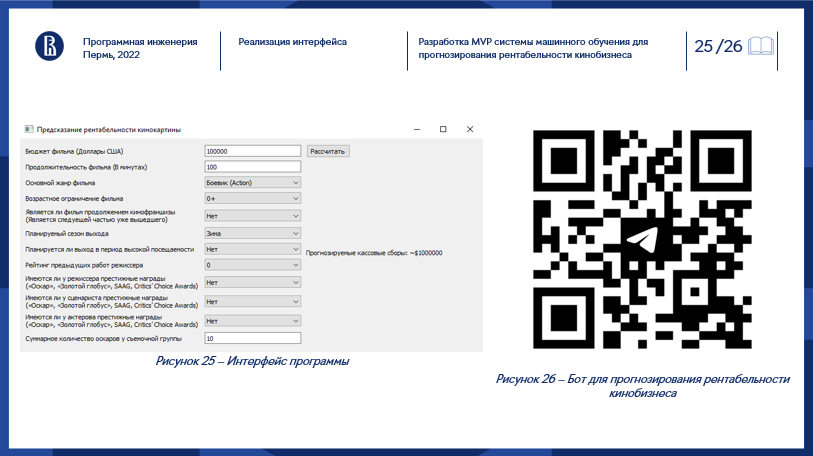 Программная инженерия
Пермь, 2022
Реализация интерфейса
Разработка MVP системы машинного обучения для
прогнозирования рентабельности кинобизнеса
25 /26
Предсказание рентабельности кинокартины
Бюджет фильма (Доллары США)
100000
Рассчитать
Продолжительность фильма (В минутах)
100
Основной жанр фильма
Боевик (Action)
Возрастное ограничение фильма
0+
Является ли фильм продолжением кинофраншизы
(Является следущей частью уже вышедшего)
Нет
Планируемый сезон выхода
Зима
Планируется ли выход в период высокой посещаемости
Нет
Прогнозируемые кассовые сборы: ~$1000000
Рейтинг предыдущих работ режиссера
0
Имеются ли у режиссера престижные награды
(«Оскар», «Золотой глобус», SAAG, Critics' Choice Awards)
Нет
Имеются ли у сценариста престижные награды
(«Оскар», «Золотой глобус», SAAG, Critics' Choice Awards)
Нет
Имеются ли у актерова престижные награды
(«Оскар», «Золотой глобус», SAAG, Critics' Choice Awards)
Нет
Суммарное количество оскаров у съемочной группы
10
Рисунок 25 – Интерфейс программы
Рисунок 26 – Бот для прогнозирования рентабельности
кинобизнеса